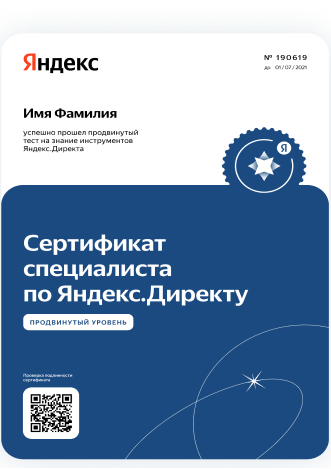 Яндекс
№ 190619
до 01/07/2021
Имя Фамилия
успешно прошел продвинутый
тест на знание инструментов
Яндекс.Директа
Я
Сертификат
специалиста
по Яндекс.Директу
ПРОДВИНУТЫЙ УРОВЕНЬ
Проверка подлинности
сертификата